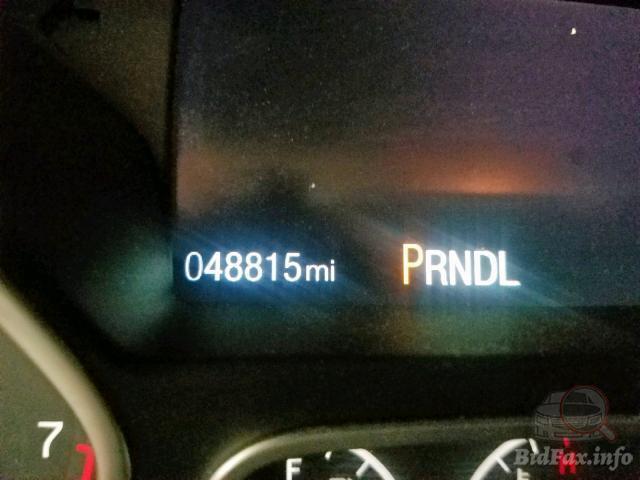 048815mi PRNDL
7
F H
BidFax.info